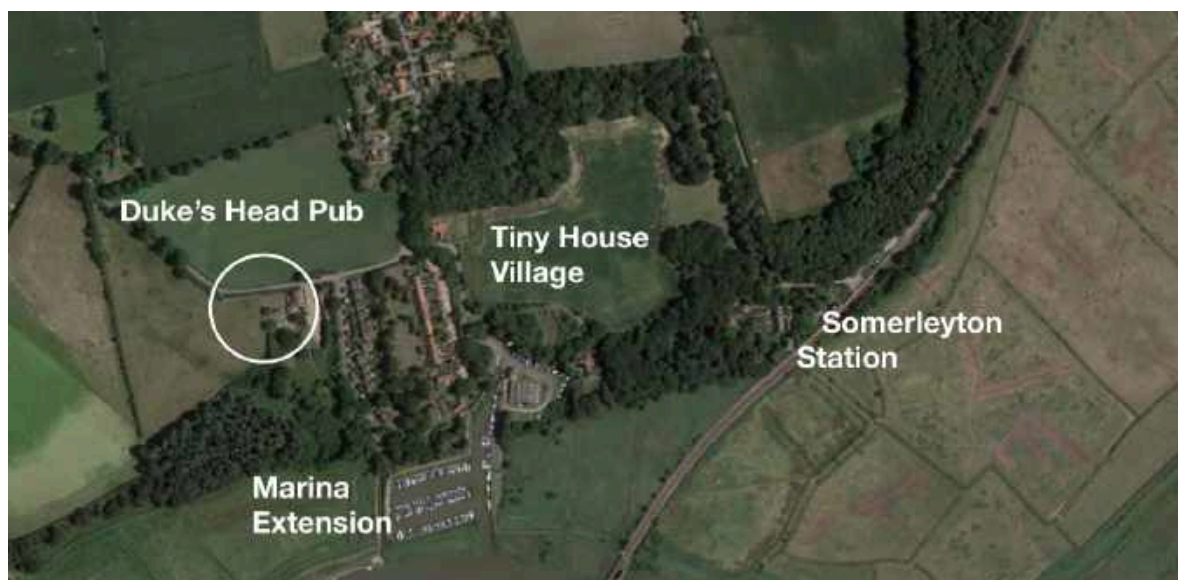 Duke's Head Pub
Tiny House
Village
Somerleyton
Station
Marina
Extension